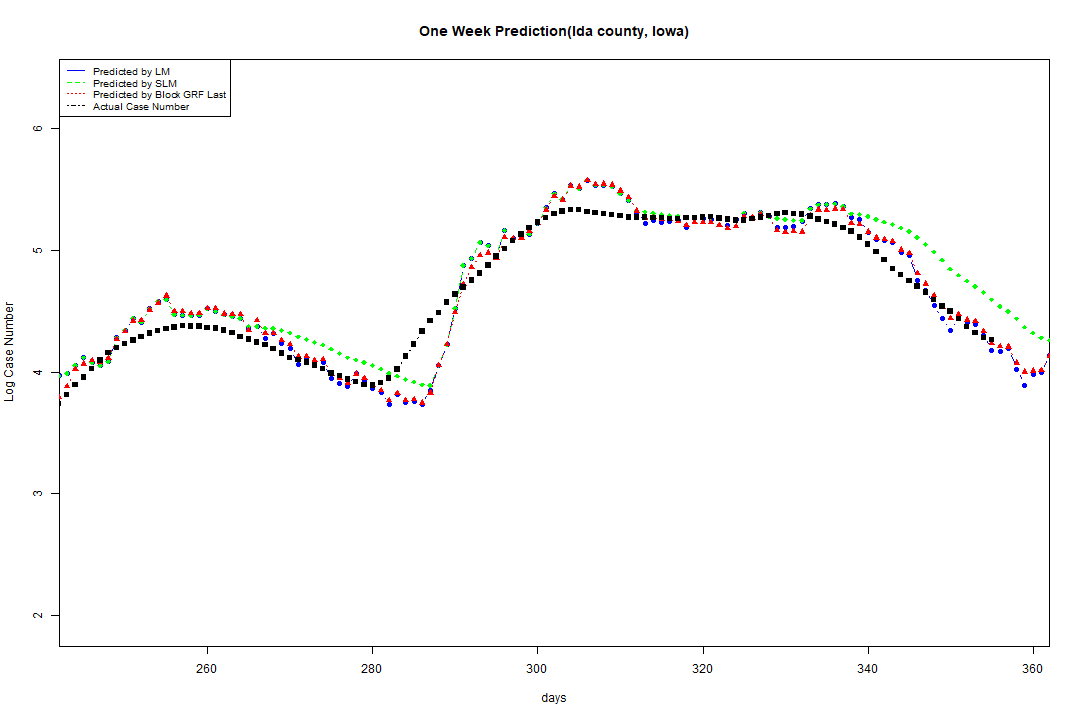 One Week Prediction(Ida county, Iowa)
Predicted by LM
Predicted by SLM
Predicted by Block GRF Last
Actual Case Number
Log Case Number
6
5
4
3
2
260 280 300 320 340 360
days